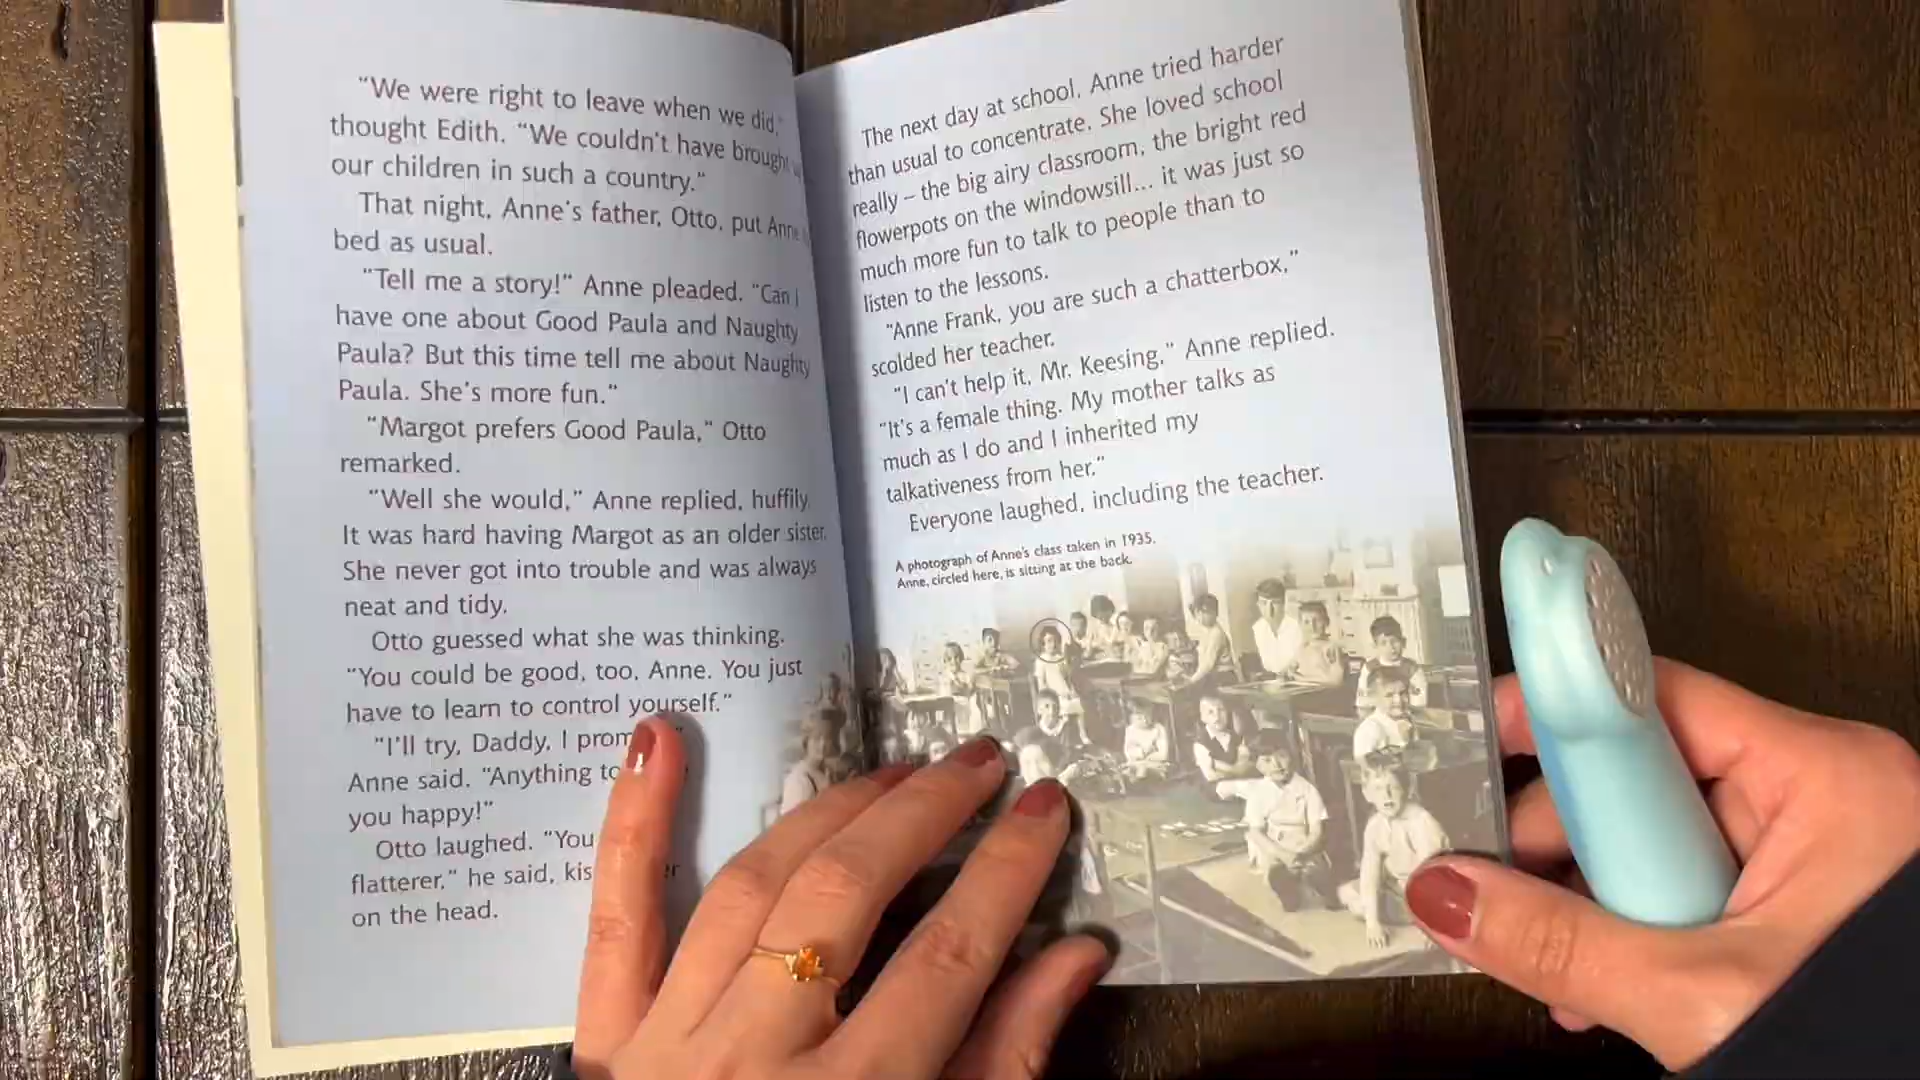 "We were right to leave when we did,"
thought Edith. "We couldn't have brought
our children in such a country."
That night, Anne's father, Otto, put Anne
bed as usual.
"Tell me a story!" Anne pleaded. "Can I
have one about Good Paula and Naughty
Paula? But this time tell me about Naughty
Paula. She's more fun."
"Margot prefers Good Paula," Otto
remarked.
"Well she would," Anne replied, huffily.
It was hard having Margot as an older sister.
She never got into trouble and was always
neat and tidy.
Otto guessed what she was thinking.
"You could be good, too, Anne. You just
have to learn to control yourself."
"I'll try, Daddy, I
Anne said. "Anything to
you happy!"
Otto laughed. "You
flatterer," he said,
on the head.
The next day at school, Anne tried harder
than usual to concentrate. She loved school
really – the big airy classroom, the bright red
flowerpots on the windowsill... it was just so
much more fun to talk to people than to
listen to the lessons.
"Anne Frank, you are such a chatterbox,"
scolded her teacher.
"I can't help it, Mr. Keesing," Anne replied.
"It's a female thing. My mother talks as
much as I do and I inherited my
talkativeness from her."
Everyone laughed, including the teacher.
A photograph of Anne's class taken in 1935.
Anne, circled here, is sitting at the back.